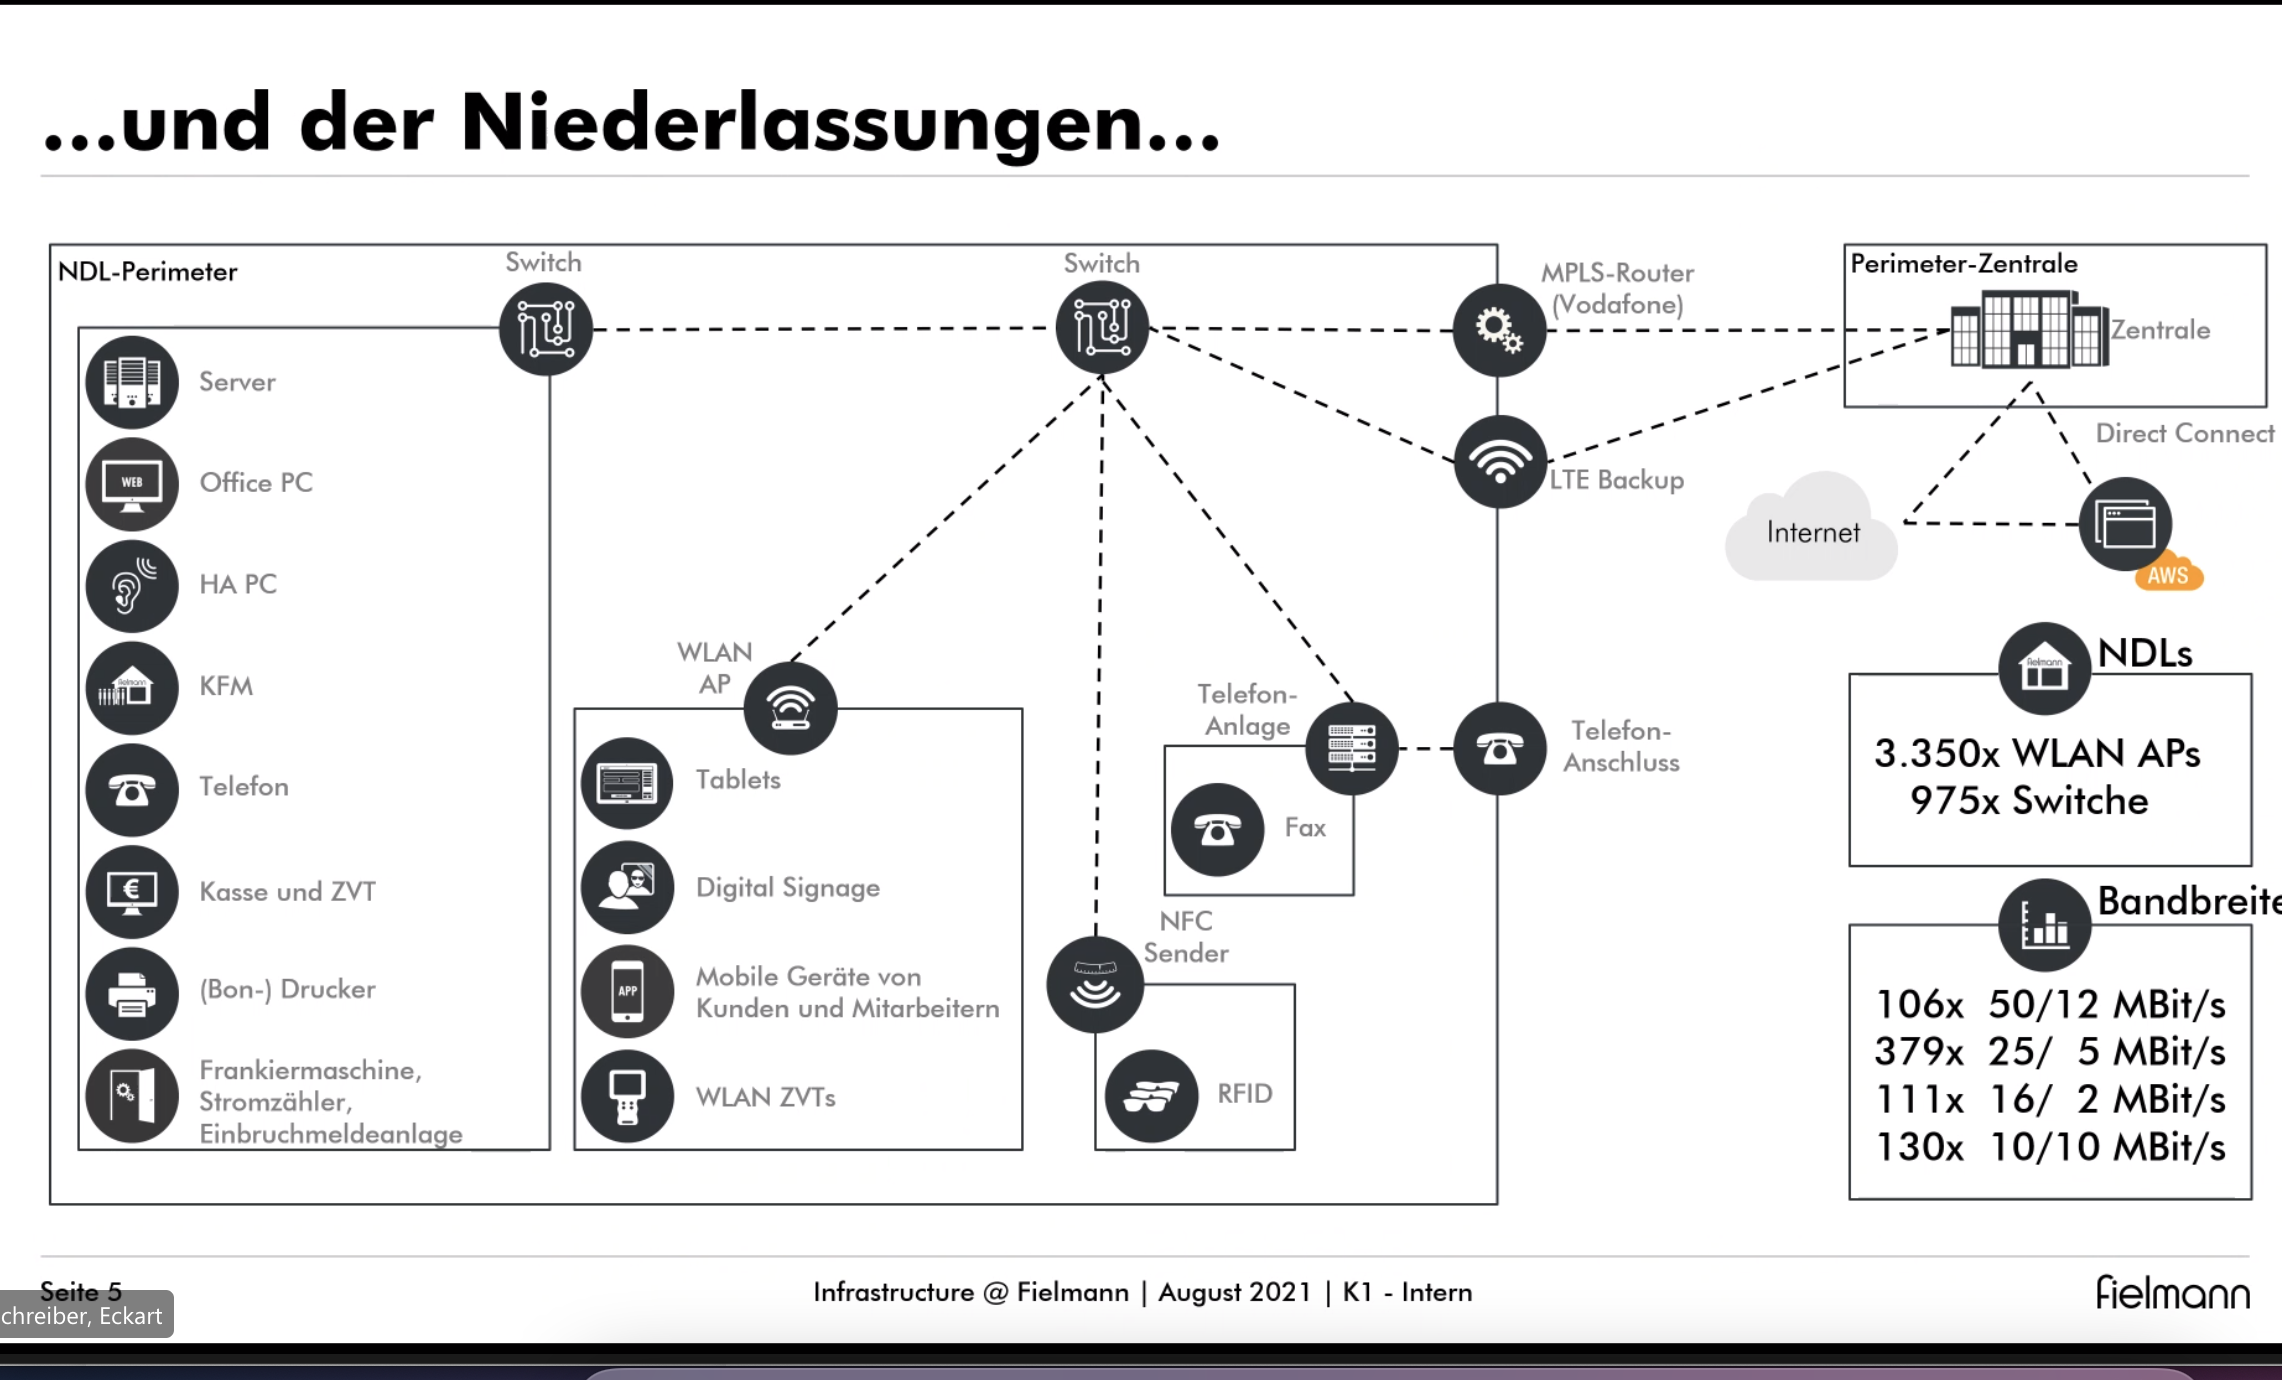 ...und der Niederlassungen...
NDL-Perimeter
Switch
Switch
MPLS-Router
(Vodafone)
Perimeter-Zentrale
Zentrale
Server
WEB
Office PC
HA PC
fielmann
KFM
Telefon
€
Kasse und ZVT
(Bon-) Drucker
Frankiermaschine,
Stromzähler,
Einbruchmeldeanlage
WLAN
AP
Tablets
Digital Signage
APP
Mobile Geräte von
Kunden und Mitarbeitern
WLAN ZVTs
Telefon-
Anlage
Fax
NFC
Sender
RFID
LTE Backup
Telefon-
Anschluss
Direct Connect
Internet
AWS
fielmann
NDLs
3.350x WLAN APs
975x Switche
Bandbreite
106x 50/12 MBit/s
379x 25/ 5 MBit/s
111x 16/ 2 MBit/s
130x 10/10 MBit/s
Seite 5
chreiber, Eckart
Infrastructure @ Fielmann | August 2021 | K1 - Intern
fielmann